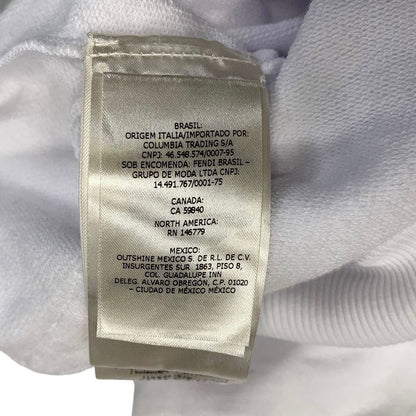 BRASIL:
ORIGEM ITALIA/IMPORTADO POR:
COLUMBIA TRADING S/A
CNPJ: 46.548.574/0007-95
SOB ENCOMENDA: FENDI BRASIL –
GRUPO DE MODA LTDA CNPJ:
14.491.767/0001-75
CANADA:
CA 59840
NORTH AMERICA:
RN 146779
MEXICO:
OUTSHINE MEXICO S. DE R.L. DE C.V.
INSURGENTES SUR 1863, PISO 8,
COL. GUADALUPE INN
DELEG. ALVARO OBREGÓN, C.P. 01020
– CIUDAD DE MÉXICO MÉXICO